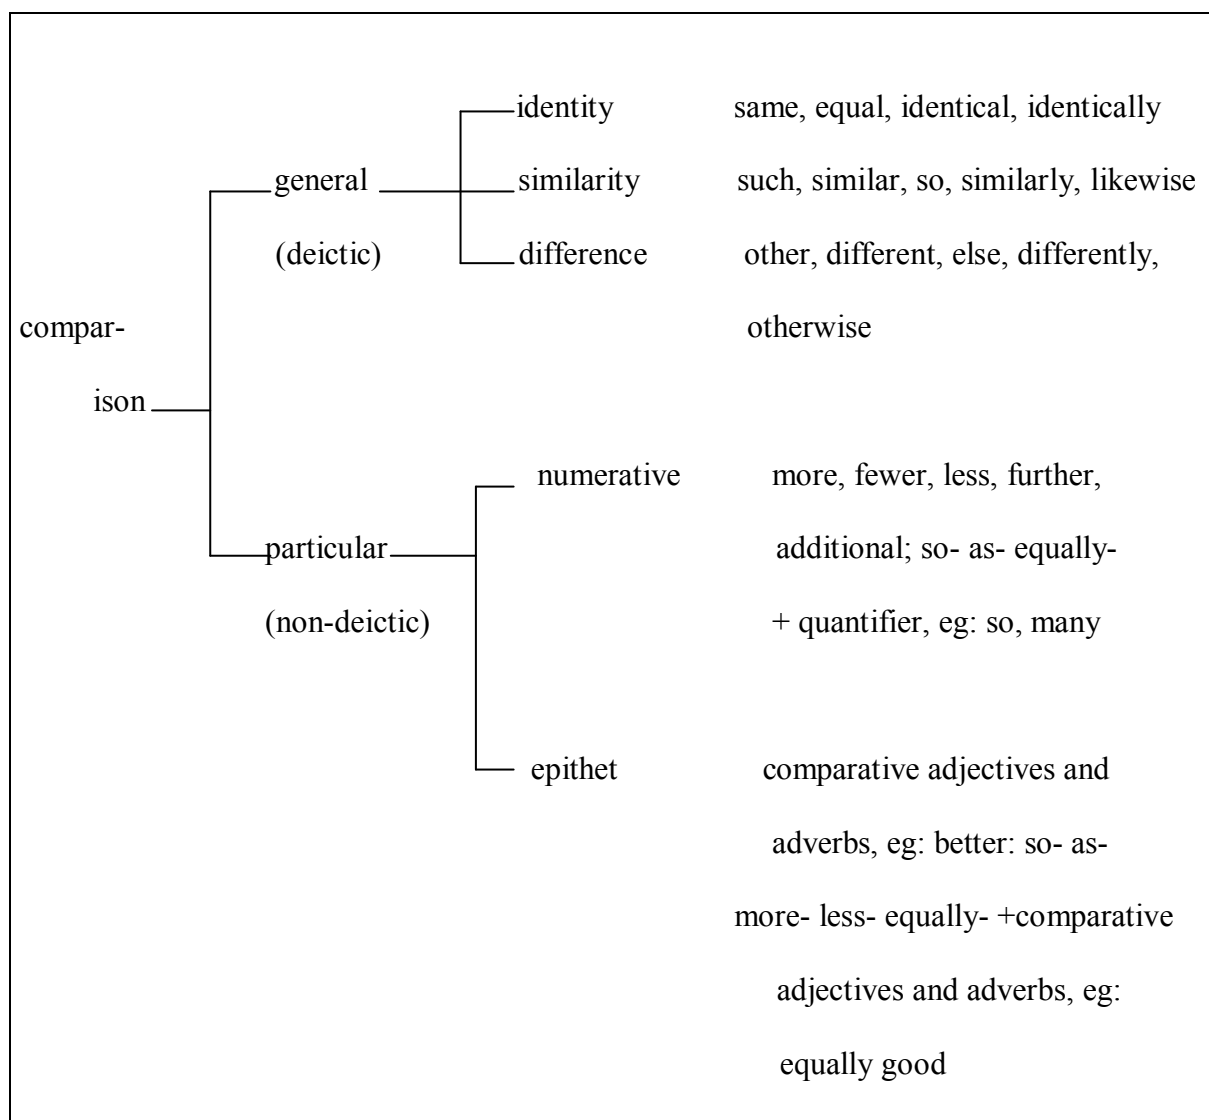 identity same, equal, identical, identically
general similarity such, similar, so, similarly, likewise
(deictic) difference other, different, else, differently,
compar- otherwise
ison
numerative more, fewer, less, further,
particular additional; so- as- equally-
(non-deictic) + quantifier, eg: so, many
epithet comparative adjectives and
adverbs, eg: better: so- as-
more- less- equally- +comparative
adjectives and adverbs, eg:
equally good